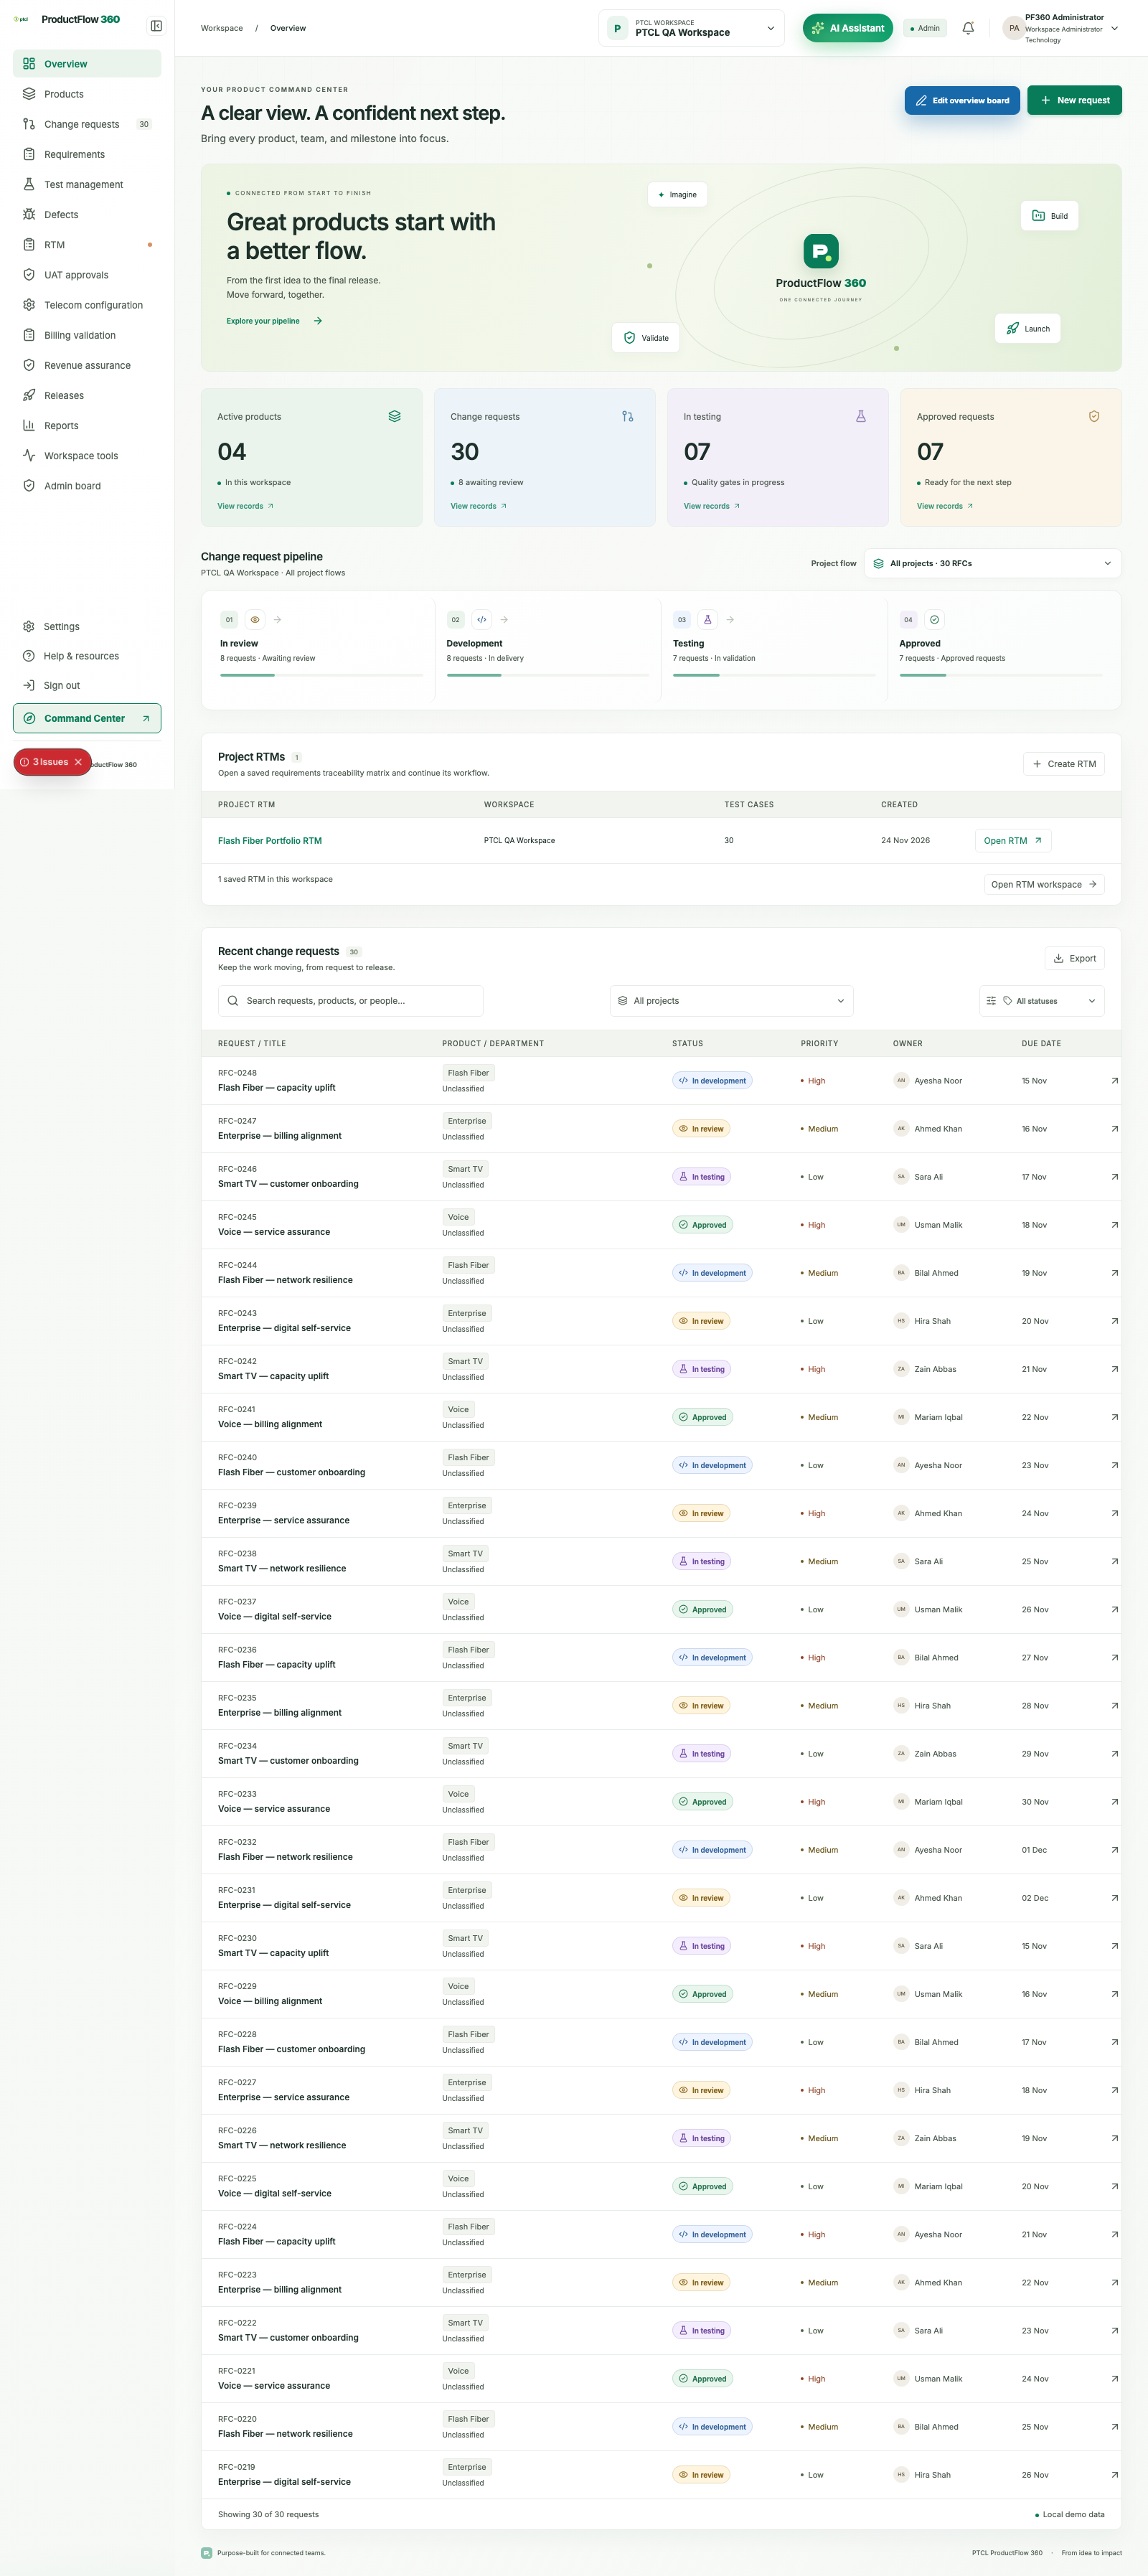 ptcl ProductFlow 360
Overview
Products
Change requests 30
Requirements
Test management
Defects
RTM
UAT approvals
Telecom configuration
Billing validation
Revenue assurance
Releases
Reports
Workspace tools
Admin board
Settings
Help & resources
Sign out
Command Center
3 Issues
oductFlow 360
Workspace / Overview
P PTCL WORKSPACE
PTCL QA Workspace
AI Assistant
Admin
PA PF360 Administrator
Workspace Administrator
Technology
YOUR PRODUCT COMMAND CENTER
A clear view. A confident next step.
Bring every product, team, and milestone into focus.
Edit overview board
New request
CONNECTED FROM START TO FINISH
Great products start with
a better flow.
From the first idea to the final release.
Move forward, together.
Explore your pipeline
Imagine
Build
P
ProductFlow 360
ONE CONNECTED JOURNEY
Validate
Launch
Active products
04
In this workspace
View records
Change requests
30
8 awaiting review
View records
In testing
07
Quality gates in progress
View records
Approved requests
07
Ready for the next step
View records
Change request pipeline
PTCL QA Workspace · All project flows
Project flow All projects · 30 RFCs
01
In review
8 requests · Awaiting review
02
Development
8 requests · In delivery
03
Testing
7 requests · In validation
04
Approved
7 requests · Approved requests
Project RTMs 1
Open a saved requirements traceability matrix and continue its workflow.
Create RTM
PROJECT RTM WORKSPACE TEST CASES CREATED
Flash Fiber Portfolio RTM PTCL QA Workspace 30 24 Nov 2026 Open RTM
1 saved RTM in this workspace
Open RTM workspace
Recent change requests 30
Keep the work moving, from request to release.
Export
Search requests, products, or people...
All projects
All statuses
REQUEST / TITLE PRODUCT / DEPARTMENT STATUS PRIORITY OWNER DUE DATE
RFC-0248 Flash Fiber
Flash Fiber — capacity uplift Unclassified In development High AN Ayesha Noor 15 Nov
RFC-0247 Enterprise
Enterprise — billing alignment Unclassified In review Medium AK Ahmed Khan 16 Nov
RFC-0246 Smart TV
Smart TV — customer onboarding Unclassified In testing Low SA Sara Ali 17 Nov
RFC-0245 Voice
Voice — service assurance Unclassified Approved High UM Usman Malik 18 Nov
RFC-0244 Flash Fiber
Flash Fiber — network resilience Unclassified In development Medium BA Bilal Ahmed 19 Nov
RFC-0243 Enterprise
Enterprise — digital self-service Unclassified In review Low HS Hira Shah 20 Nov
RFC-0242 Smart TV
Smart TV — capacity uplift Unclassified In testing High ZA Zain Abbas 21 Nov
RFC-0241 Voice
Voice — billing alignment Unclassified Approved Medium MI Mariam Iqbal 22 Nov
RFC-0240 Flash Fiber
Flash Fiber — customer onboarding Unclassified In development Low AN Ayesha Noor 23 Nov
RFC-0239 Enterprise
Enterprise — service assurance Unclassified In review High AK Ahmed Khan 24 Nov
RFC-0238 Smart TV
Smart TV — network resilience Unclassified In testing Medium SA Sara Ali 25 Nov
RFC-0237 Voice
Voice — digital self-service Unclassified Approved Low UM Usman Malik 26 Nov
RFC-0236 Flash Fiber
Flash Fiber — capacity uplift Unclassified In development High BA Bilal Ahmed 27 Nov
RFC-0235 Enterprise
Enterprise — billing alignment Unclassified In review Medium HS Hira Shah 28 Nov
RFC-0234 Smart TV
Smart TV — customer onboarding Unclassified In testing Low ZA Zain Abbas 29 Nov
RFC-0233 Voice
Voice — service assurance Unclassified Approved High MI Mariam Iqbal 30 Nov
RFC-0232 Flash Fiber
Flash Fiber — network resilience Unclassified In development Medium AN Ayesha Noor 01 Dec
RFC-0231 Enterprise
Enterprise — digital self-service Unclassified In review Low AK Ahmed Khan 02 Dec
RFC-0230 Smart TV
Smart TV — capacity uplift Unclassified In testing High SA Sara Ali 15 Nov
RFC-0229 Voice
Voice — billing alignment Unclassified Approved Medium UM Usman Malik 16 Nov
RFC-0228 Flash Fiber
Flash Fiber — customer onboarding Unclassified In development Low BA Bilal Ahmed 17 Nov
RFC-0227 Enterprise
Enterprise — service assurance Unclassified In review High HS Hira Shah 18 Nov
RFC-0226 Smart TV
Smart TV — network resilience Unclassified In testing Medium ZA Zain Abbas 19 Nov
RFC-0225 Voice
Voice — digital self-service Unclassified Approved Low MI Mariam Iqbal 20 Nov
RFC-0224 Flash Fiber
Flash Fiber — capacity uplift Unclassified In development High AN Ayesha Noor 21 Nov
RFC-0223 Enterprise
Enterprise — billing alignment Unclassified In review Medium AK Ahmed Khan 22 Nov
RFC-0222 Smart TV
Smart TV — customer onboarding Unclassified In testing Low SA Sara Ali 23 Nov
RFC-0221 Voice
Voice — service assurance Unclassified Approved High UM Usman Malik 24 Nov
RFC-0220 Flash Fiber
Flash Fiber — network resilience Unclassified In development Medium BA Bilal Ahmed 25 Nov
RFC-0219 Enterprise
Enterprise — digital self-service Unclassified In review Low HS Hira Shah 26 Nov
Showing 30 of 30 requests
Local demo data
P Purpose-built for connected teams.
PTCL ProductFlow 360 · From idea to impact